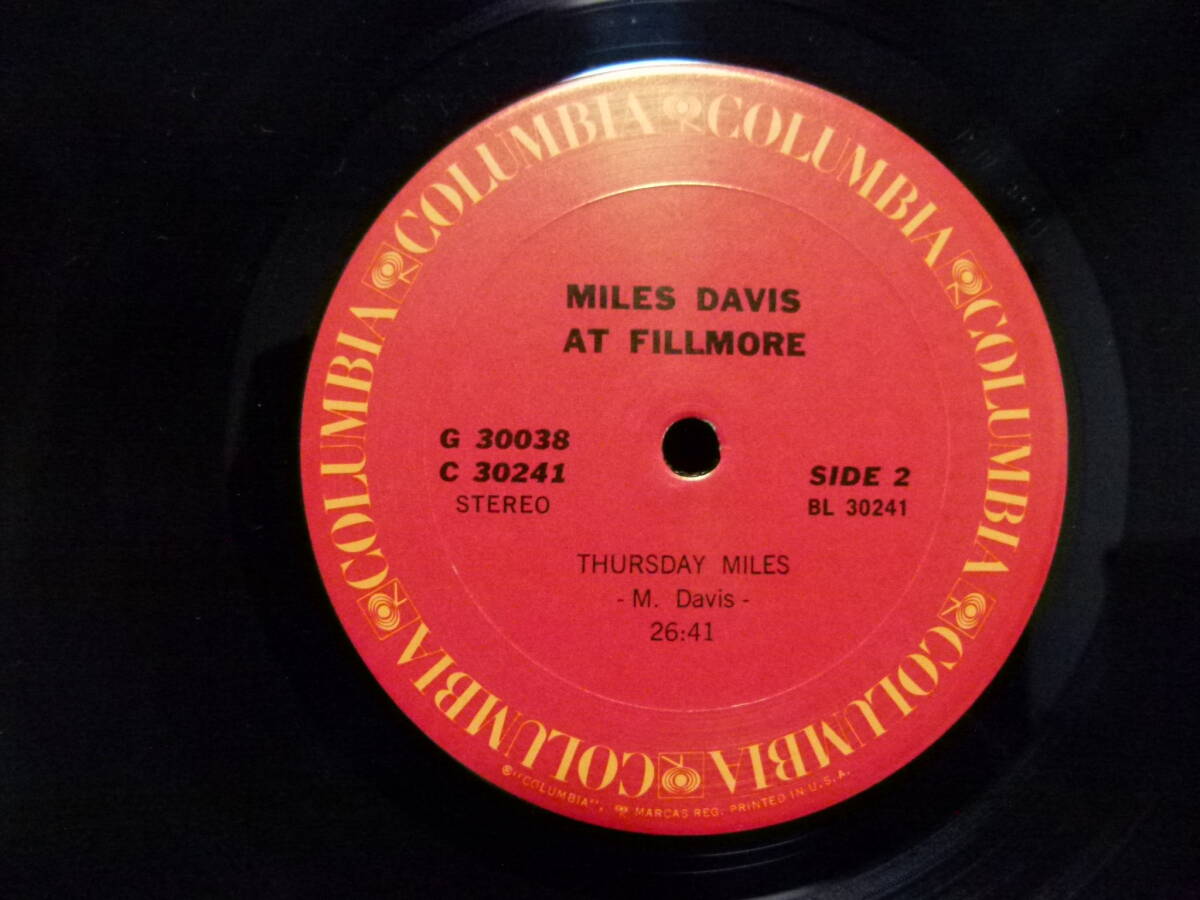 COLUMBIA COLUMBIA COLUMBIA COLUMBIA COLUMBIA COLUMBIA COLUMBIA
MILES DAVIS
AT FILLMORE
G 30038
C 30241
STEREO
SIDE 2
BL 30241
THURSDAY MILES
- M. Davis -
26:41
®"COLUMBIA", MARCAS REG. PRINTED IN U.S.A.